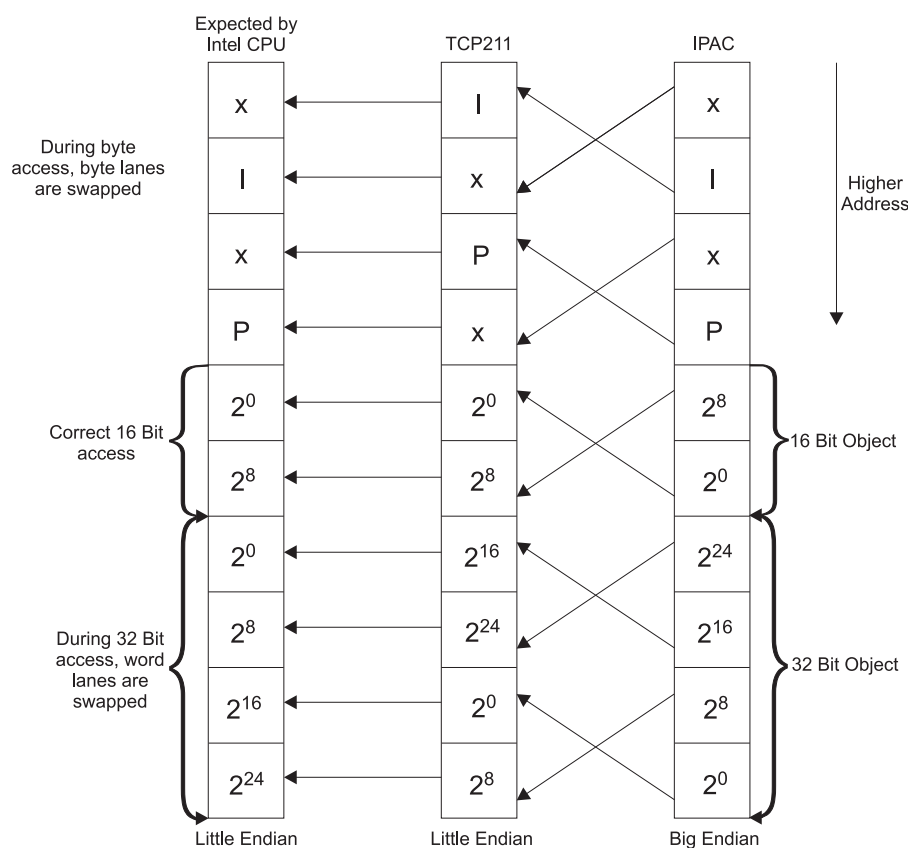 Expected by
Intel CPU
TCP211
IPAC
x
I
x
I
x
I
x
P
x
P
x
P
2⁰
2⁰
2⁸
2⁸
2⁸
2⁰
2⁰
2¹⁶
2²⁴
2⁸
2²⁴
2¹⁶
2¹⁶
2⁰
2⁸
2²⁴
2⁸
2⁰
Little Endian
Little Endian
Big Endian
During byte
access, byte lanes
are swapped
Correct 16 Bit
access
During 32 Bit
access, word
lanes are
swapped
Higher
Address
16 Bit Object
32 Bit Object